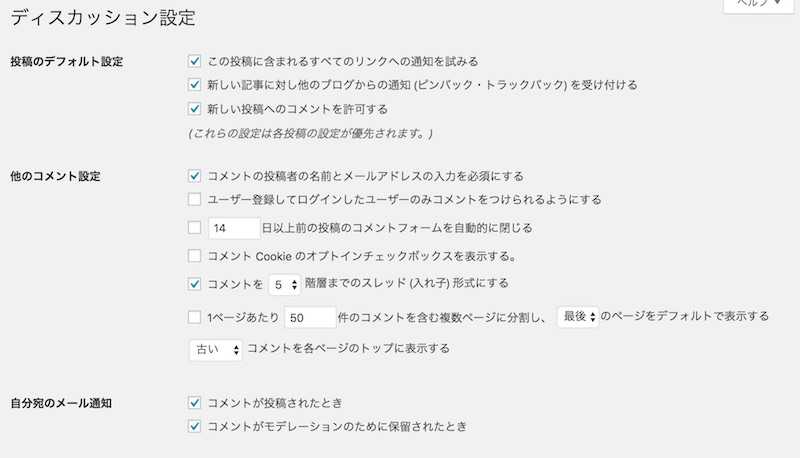 ヘルプ
ディスカッション設定
投稿のデフォルト設定
この投稿に含まれるすべてのリンクへの通知を試みる
新しい記事に対し他のブログからの通知 (ピンバック・トラックバック) を受け付ける
新しい投稿へのコメントを許可する
(これらの設定は各投稿の設定が優先されます。)
他のコメント設定
コメントの投稿者の名前とメールアドレスの入力を必須にする
ユーザー登録してログインしたユーザーのみコメントをつけられるようにする
14 日以上前の投稿のコメントフォームを自動的に閉じる
コメント Cookie のオプトインチェックボックスを表示する。
コメントを 5 階層までのスレッド (入れ子) 形式にする
1ページあたり 50 件のコメントを含む複数ページに分割し、 最後 のページをデフォルトで表示する
古い コメントを各ページのトップに表示する
自分宛のメール通知
コメントが投稿されたとき
コメントがモデレーションのために保留されたとき